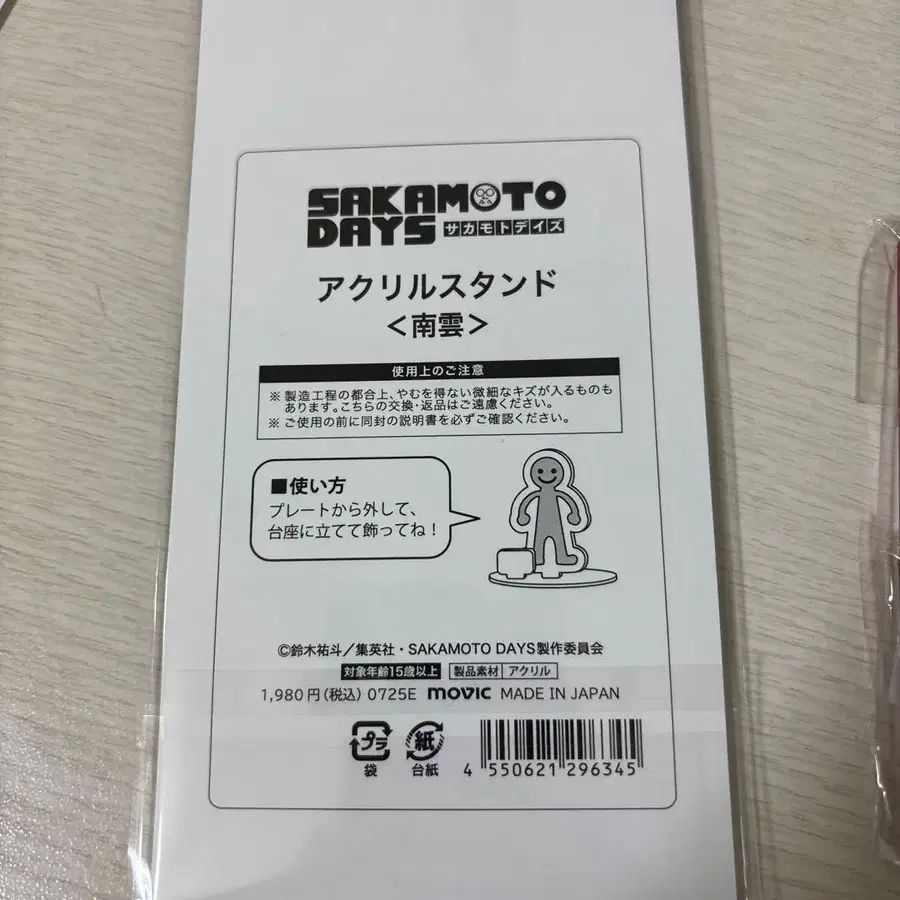 SAKAMOTO
DAYS サカモトデイズ
アクリルスタンド
＜南雲＞
使用上のご注意
※ 製造工程の都合上、やむを得ない微細なキズが入るものも
あります。こちらの交換・返品はご遠慮ください。
※ ご使用の前に同封の説明書を必ずご確認ください。
■使い方
プレートから外して、
台座に立てて飾ってね！
©鈴木祐斗／集英社・SAKAMOTO DAYS製作委員会
対象年齢15歳以上 製品素材 アクリル
1,980円（税込）0725E movic MADE IN JAPAN
プラ 紙
袋 台紙 4 550621 296345